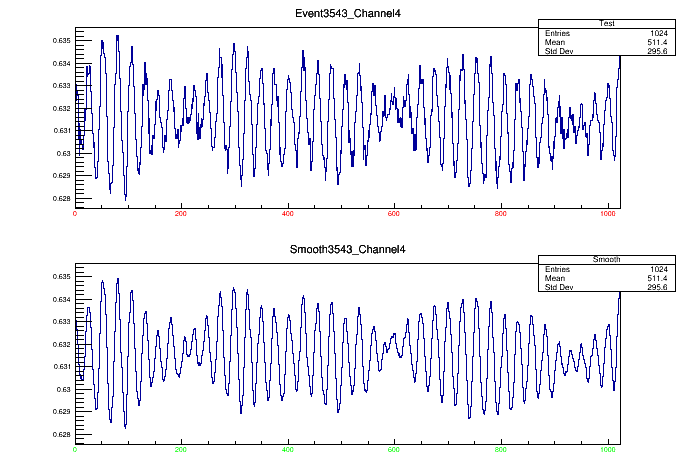 Event3543_Channel4
Test
Entries 1024
Mean 511.4
Std Dev 295.6
0.635
0.634
0.633
0.632
0.631
0.63
0.629
0.628
0 200 400 600 800 1000
Smooth3543_Channel4
Smooth
Entries 1024
Mean 511.4
Std Dev 295.6
0.635
0.634
0.633
0.632
0.631
0.63
0.629
0.628
0 200 400 600 800 1000